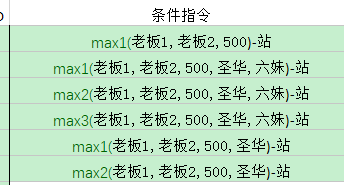 条件指令
max1(老板1,老板2,500)-站
max1(老板1,老板2,500,圣华,六妹)-站
max2(老板1,老板2,500,圣华,六妹)-站
max3(老板1,老板2,500,圣华,六妹)-站
max1(老板1,老板2,500,圣华)-站
max2(老板1,老板2,500,圣华)-站